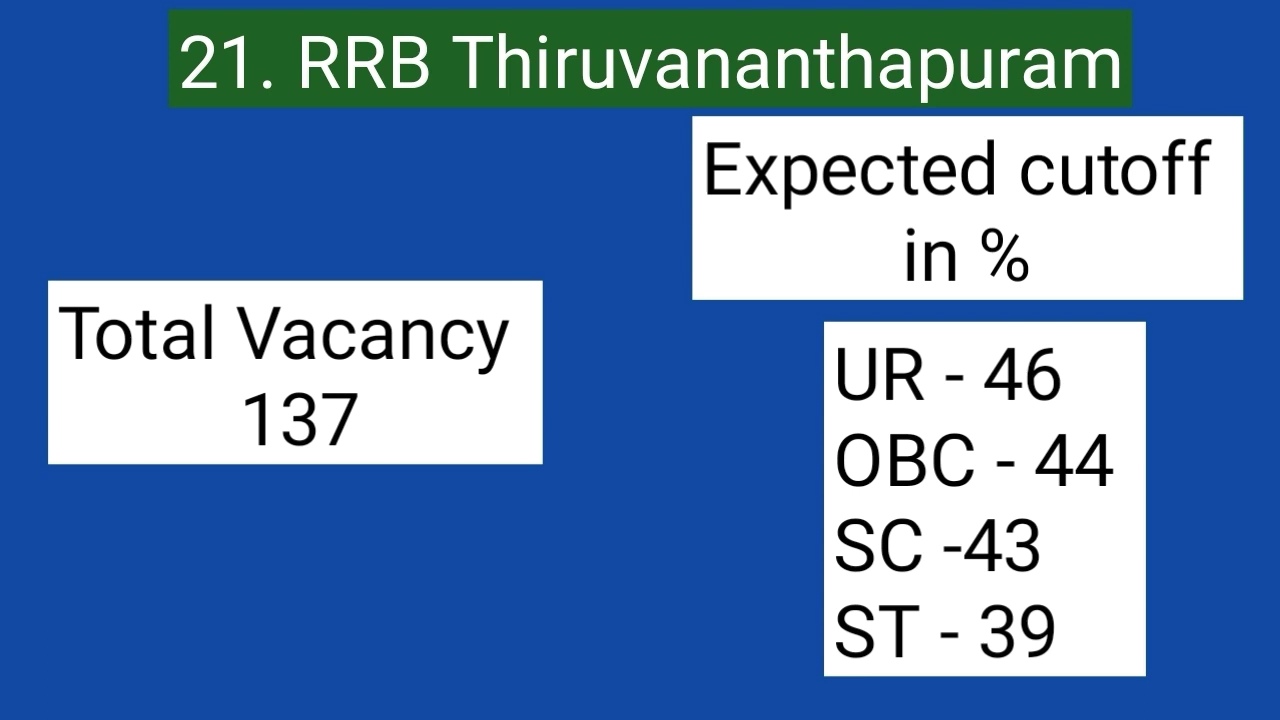 21. RRB Thiruvananthapuram
Expected cutoff
in %
Total Vacancy
137
UR - 46
OBC - 44
SC -43
ST - 39